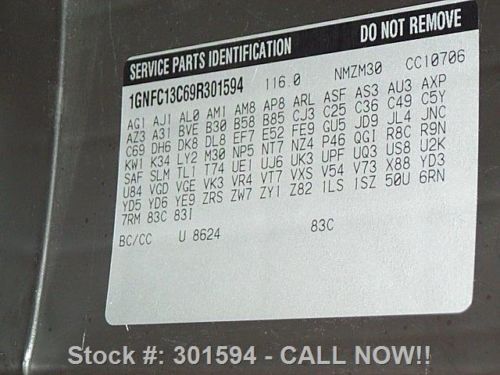 SERVICE PARTS IDENTIFICATION DO NOT REMOVE
1GNFC13C69R301594 116.0 NMZM30 CC10706
AG1 AJ1 AL0 AM1 AM8 AP8 ARL ASF AS3 AU3 AXP
AZ3 A31 BVE B30 B58 B85 CJ3 C25 C36 C49 C5Y
C69 DH6 DK8 DL8 EF7 E52 FE9 GU5 JD9 JL4 JNC
KW1 K34 LY2 M30 NP5 NT7 NZ4 P46 QG1 R8C R9N
SAF SLM TL1 T74 UE1 UJ6 UK3 UPF UQ3 US8 U2K
U84 VGD VGE VK3 VR4 VT7 VXS V54 V73 X88 YD3
YD5 YD6 YE9 ZRS ZW7 ZY1 Z82 1LS 1SZ 50U 6RN
7RM 83C 83I
BC/CC U 8624 83C
Stock #: 301594 - CALL NOW!!